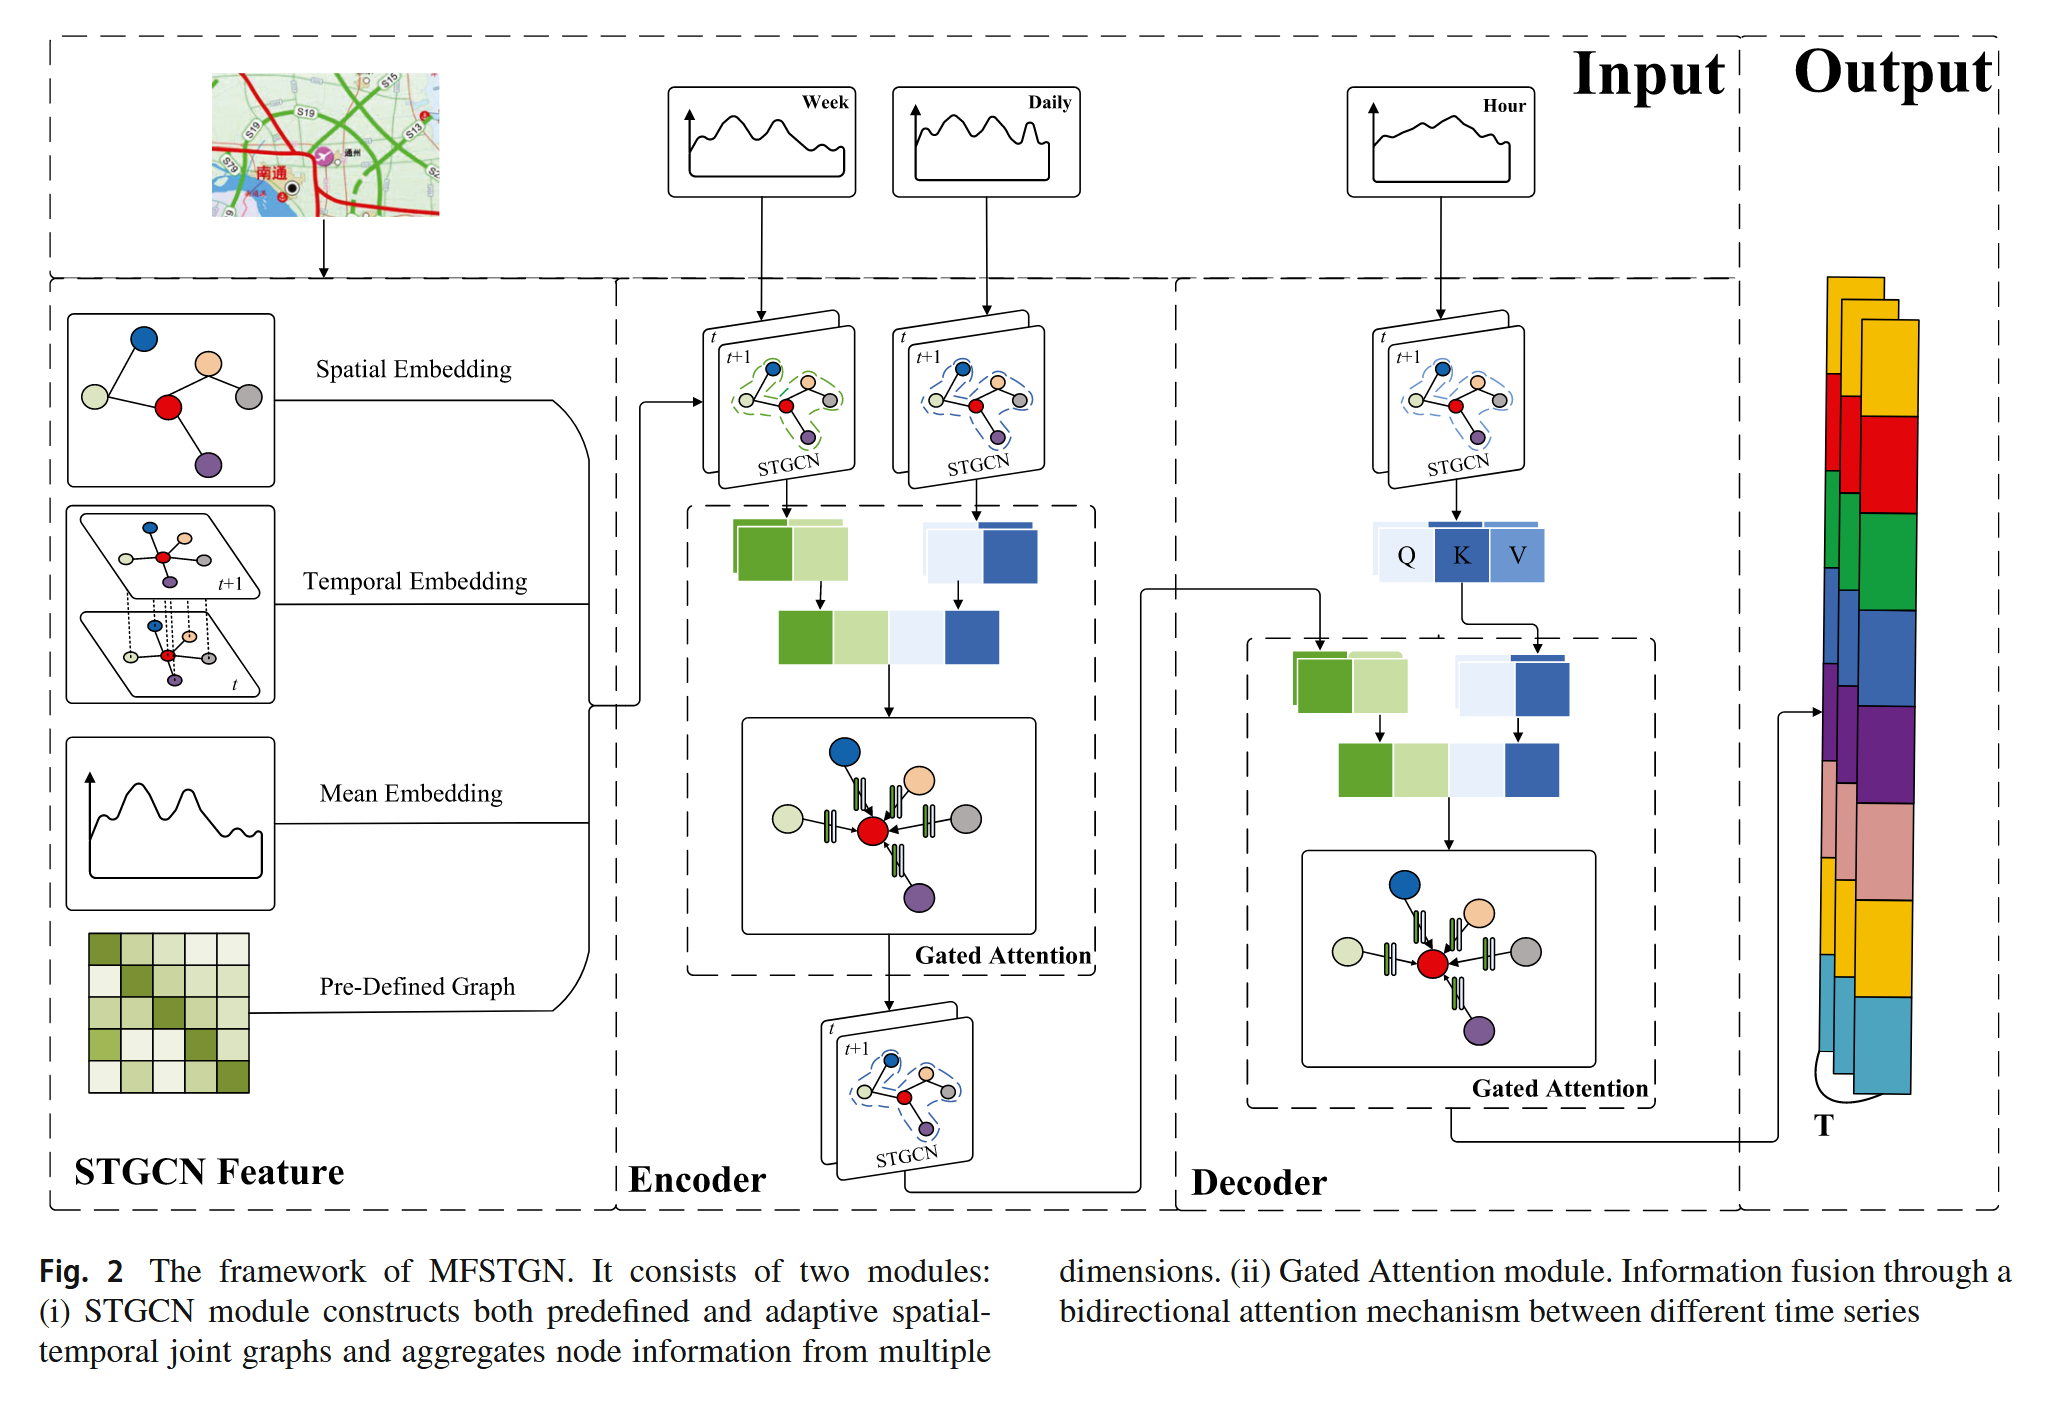 Input
Output
S19
S19
S15
S13
S79
通州
南通
Week
Daily
Hour
Spatial Embedding
Temporal Embedding
t+1
t
Mean Embedding
Pre-Defined Graph
STGCN Feature
t
t+1
STGCN
t
t+1
STGCN
Gated Attention
t
t+1
STGCN
Encoder
t
t+1
STGCN
Q K V
Gated Attention
Decoder
T
Fig. 2 The framework of MFSTGN. It consists of two modules:
(i) STGCN module constructs both predefined and adaptive spatial-
temporal joint graphs and aggregates node information from multiple
dimensions. (ii) Gated Attention module. Information fusion through a
bidirectional attention mechanism between different time series